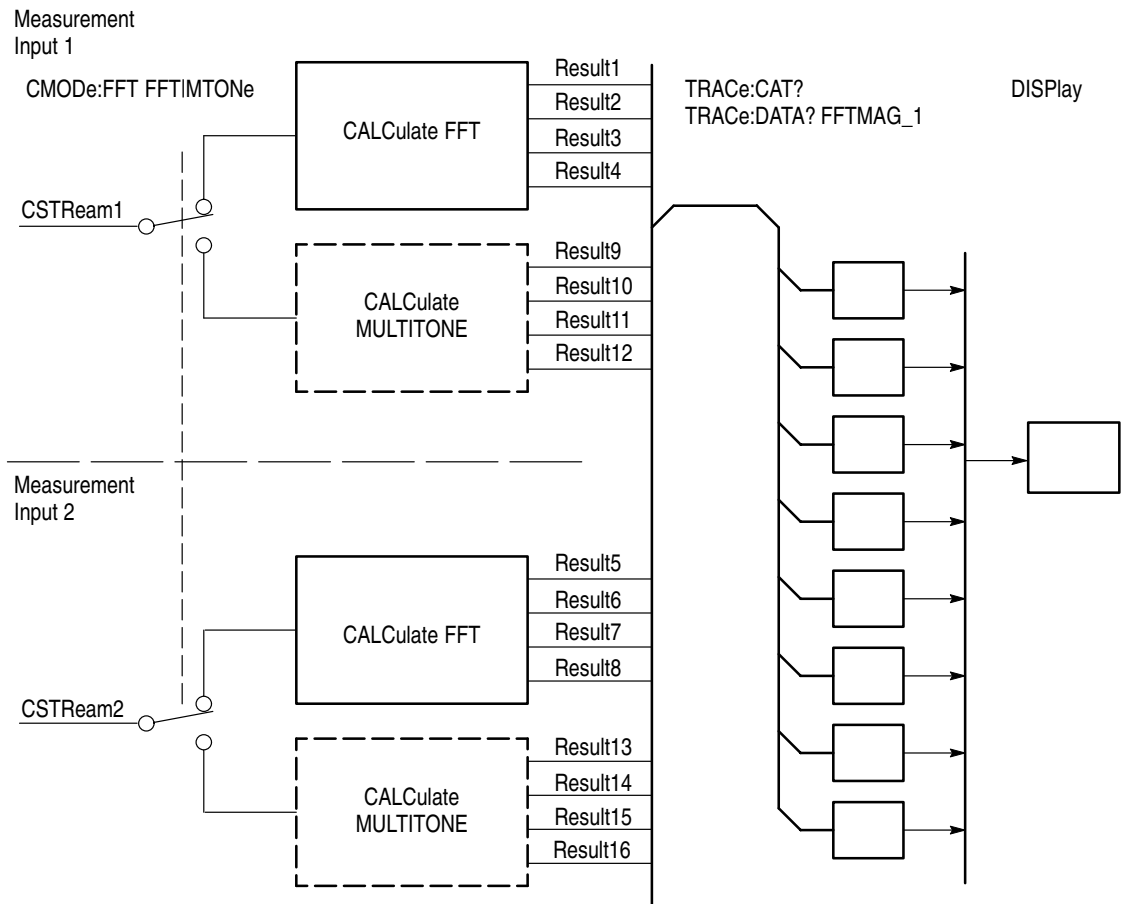 Measurement
Input 1
CMODe:FFT FFT|MTONe
CALCulate FFT
Result1
Result2
Result3
Result4
TRACe:CAT?
TRACe:DATA? FFTMAG_1
DISPlay
CSTReam1
CALCulate
MULTITONE
Result9
Result10
Result11
Result12
Measurement
Input 2
CALCulate FFT
Result5
Result6
Result7
Result8
CSTReam2
CALCulate
MULTITONE
Result13
Result14
Result15
Result16